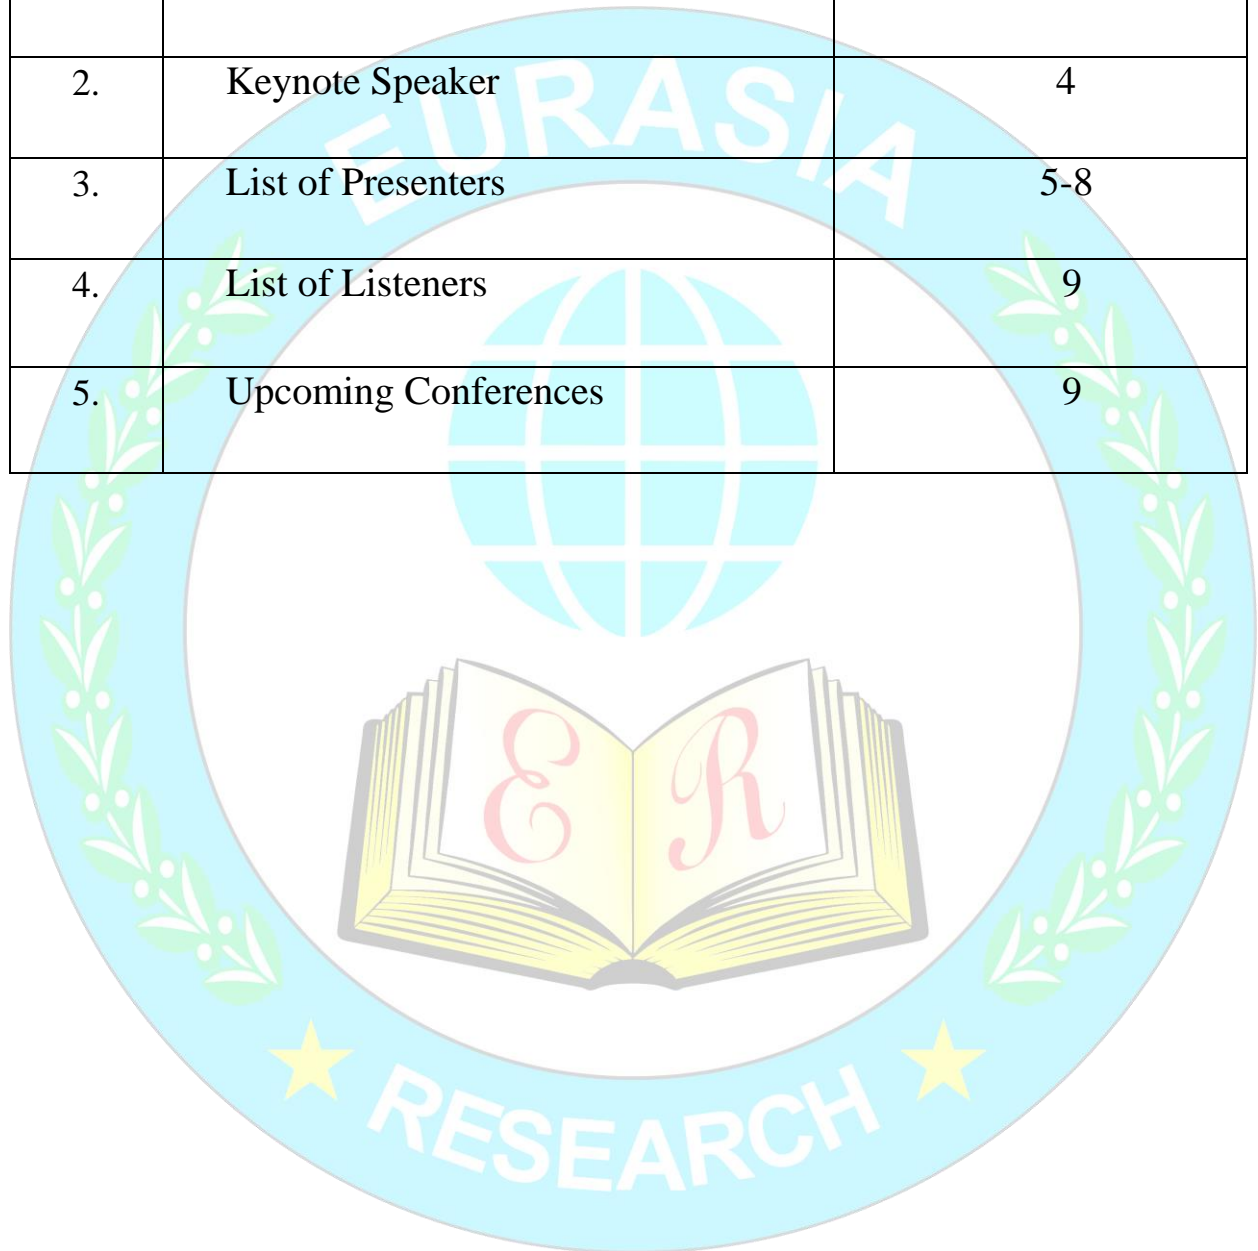 2. Keynote Speaker 4
3. List of Presenters 5-8
4. List of Listeners 9
5. Upcoming Conferences 9
EURASIA
E R
RESEARCH